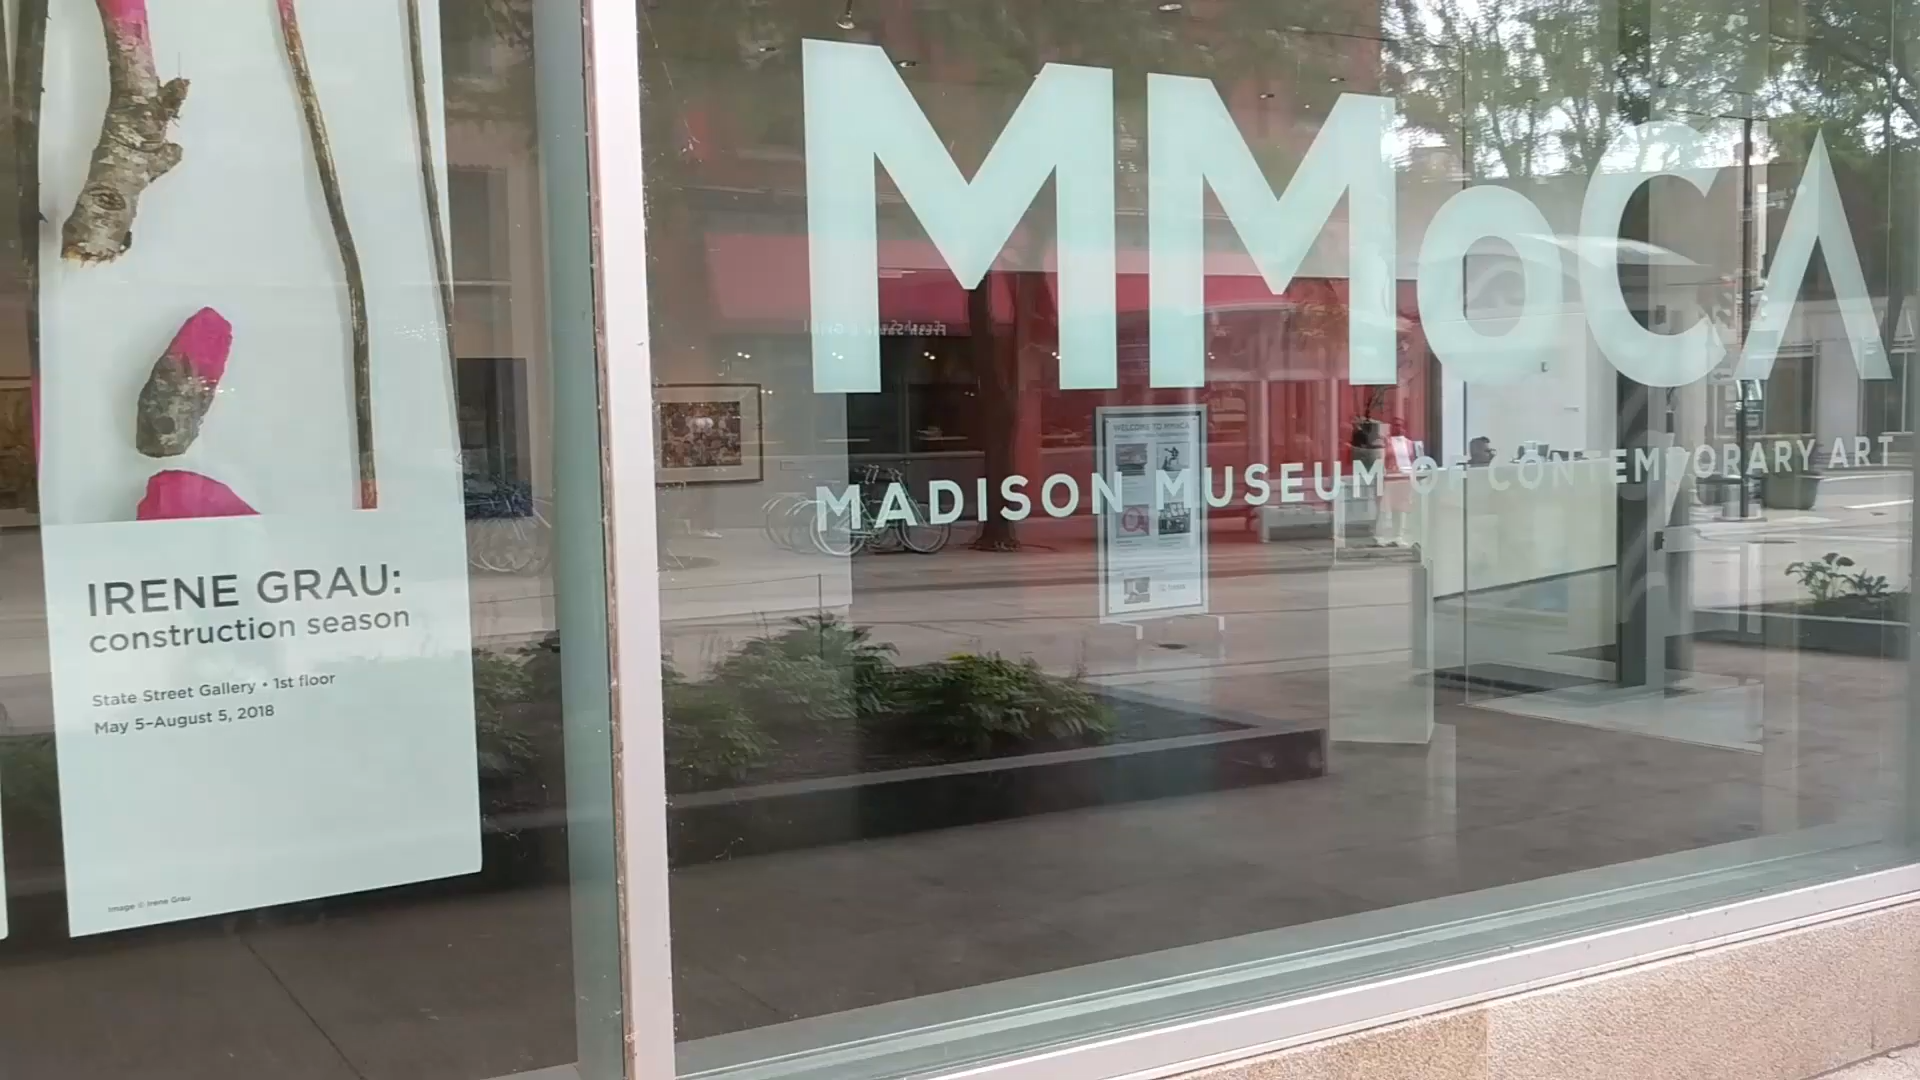 IRENE GRAU:
construction season
State Street Gallery • 1st floor
May 5–August 5, 2018
Image © Irene Grau
MMoCA
MADISON MUSEUM OF CONTEMPORARY ART
WELCOME TO MMoCA